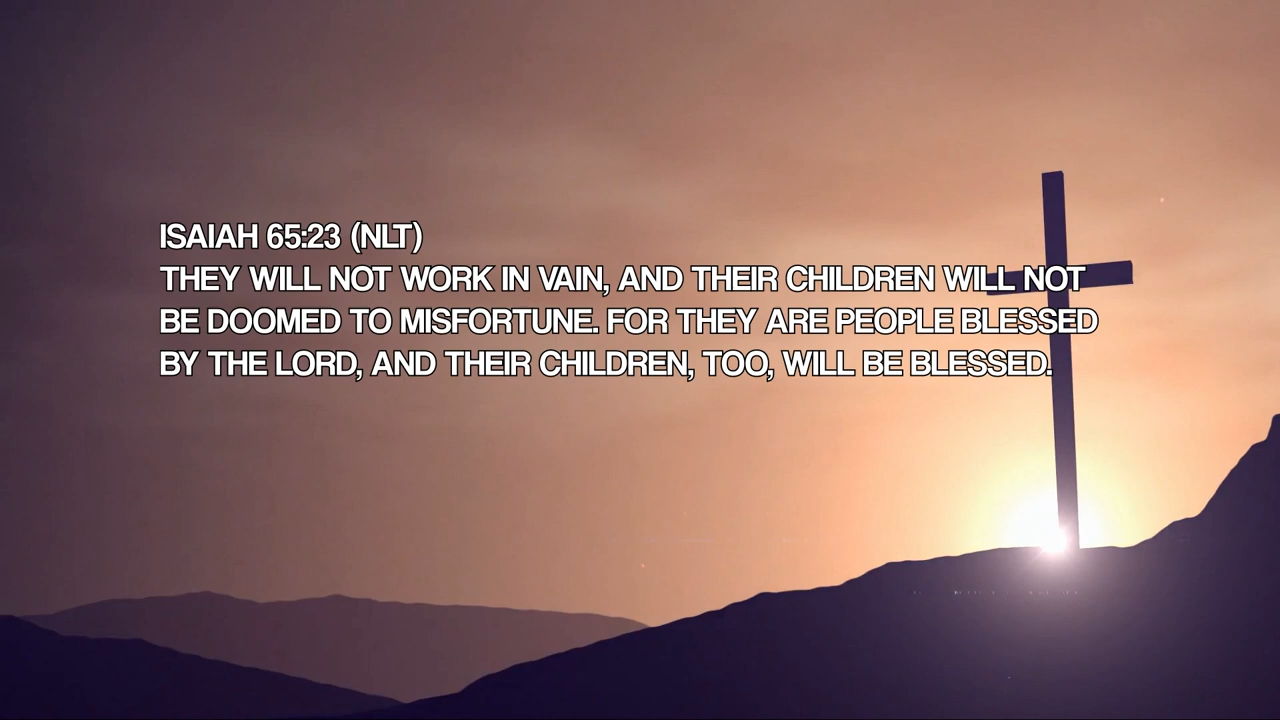 ISAIAH 65:23 (NLT)
THEY WILL NOT WORK IN VAIN, AND THEIR CHILDREN WILL NOT
BE DOOMED TO MISFORTUNE. FOR THEY ARE PEOPLE BLESSED
BY THE LORD, AND THEIR CHILDREN, TOO, WILL BE BLESSED.